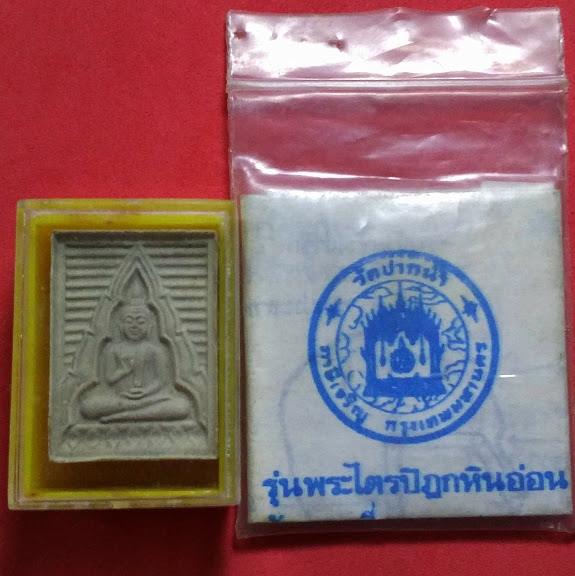 วัดปากน้ำ
ภาษีเจริญ กรุงเทพมหานคร
รุ่นพระไตรปิฎกหินอ่อน